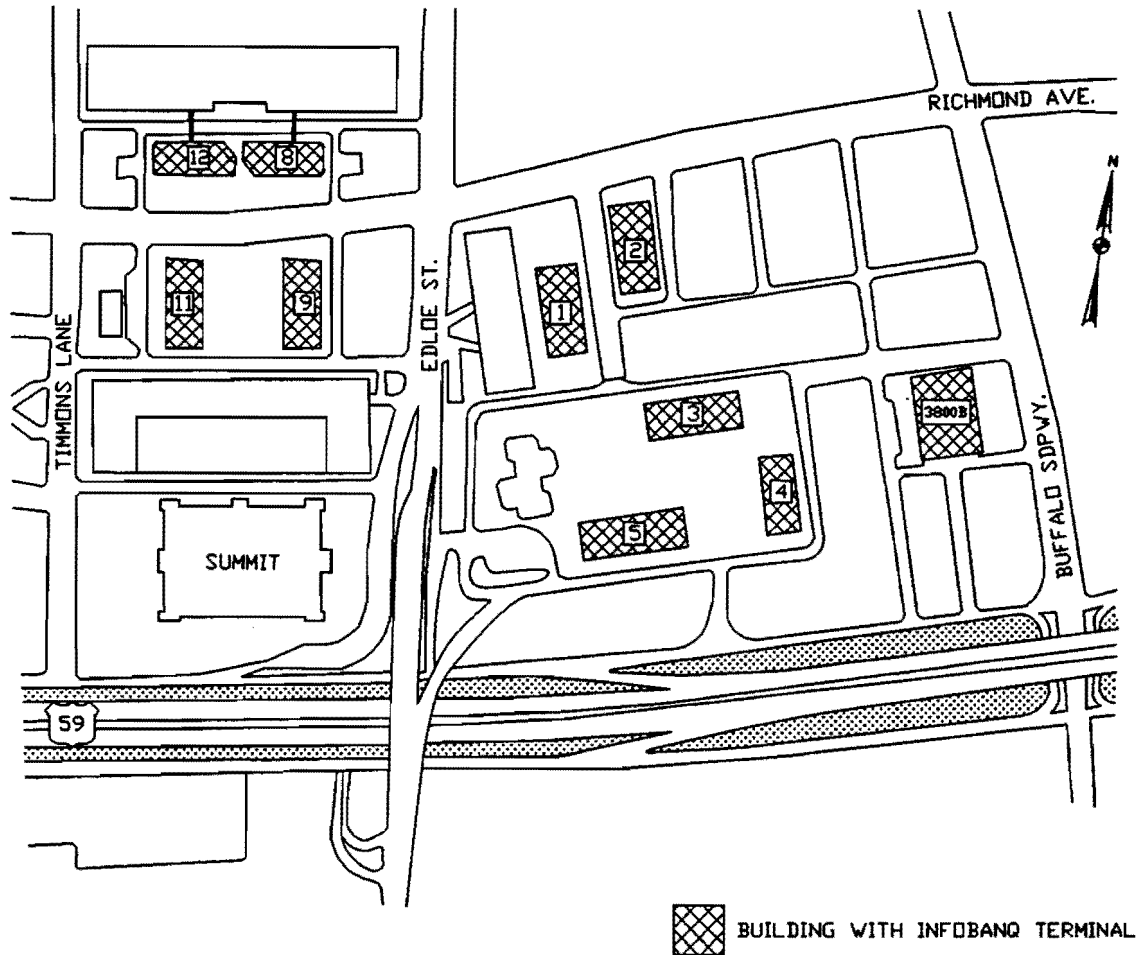 RICHMOND AVE.
N
12
8
2
EDLOE ST.
11
9
1
TIMMONS LANE
3
3800B
4
BUFFALO SDPWY.
5
SUMMIT
59
BUILDING WITH INFOBANQ TERMINAL